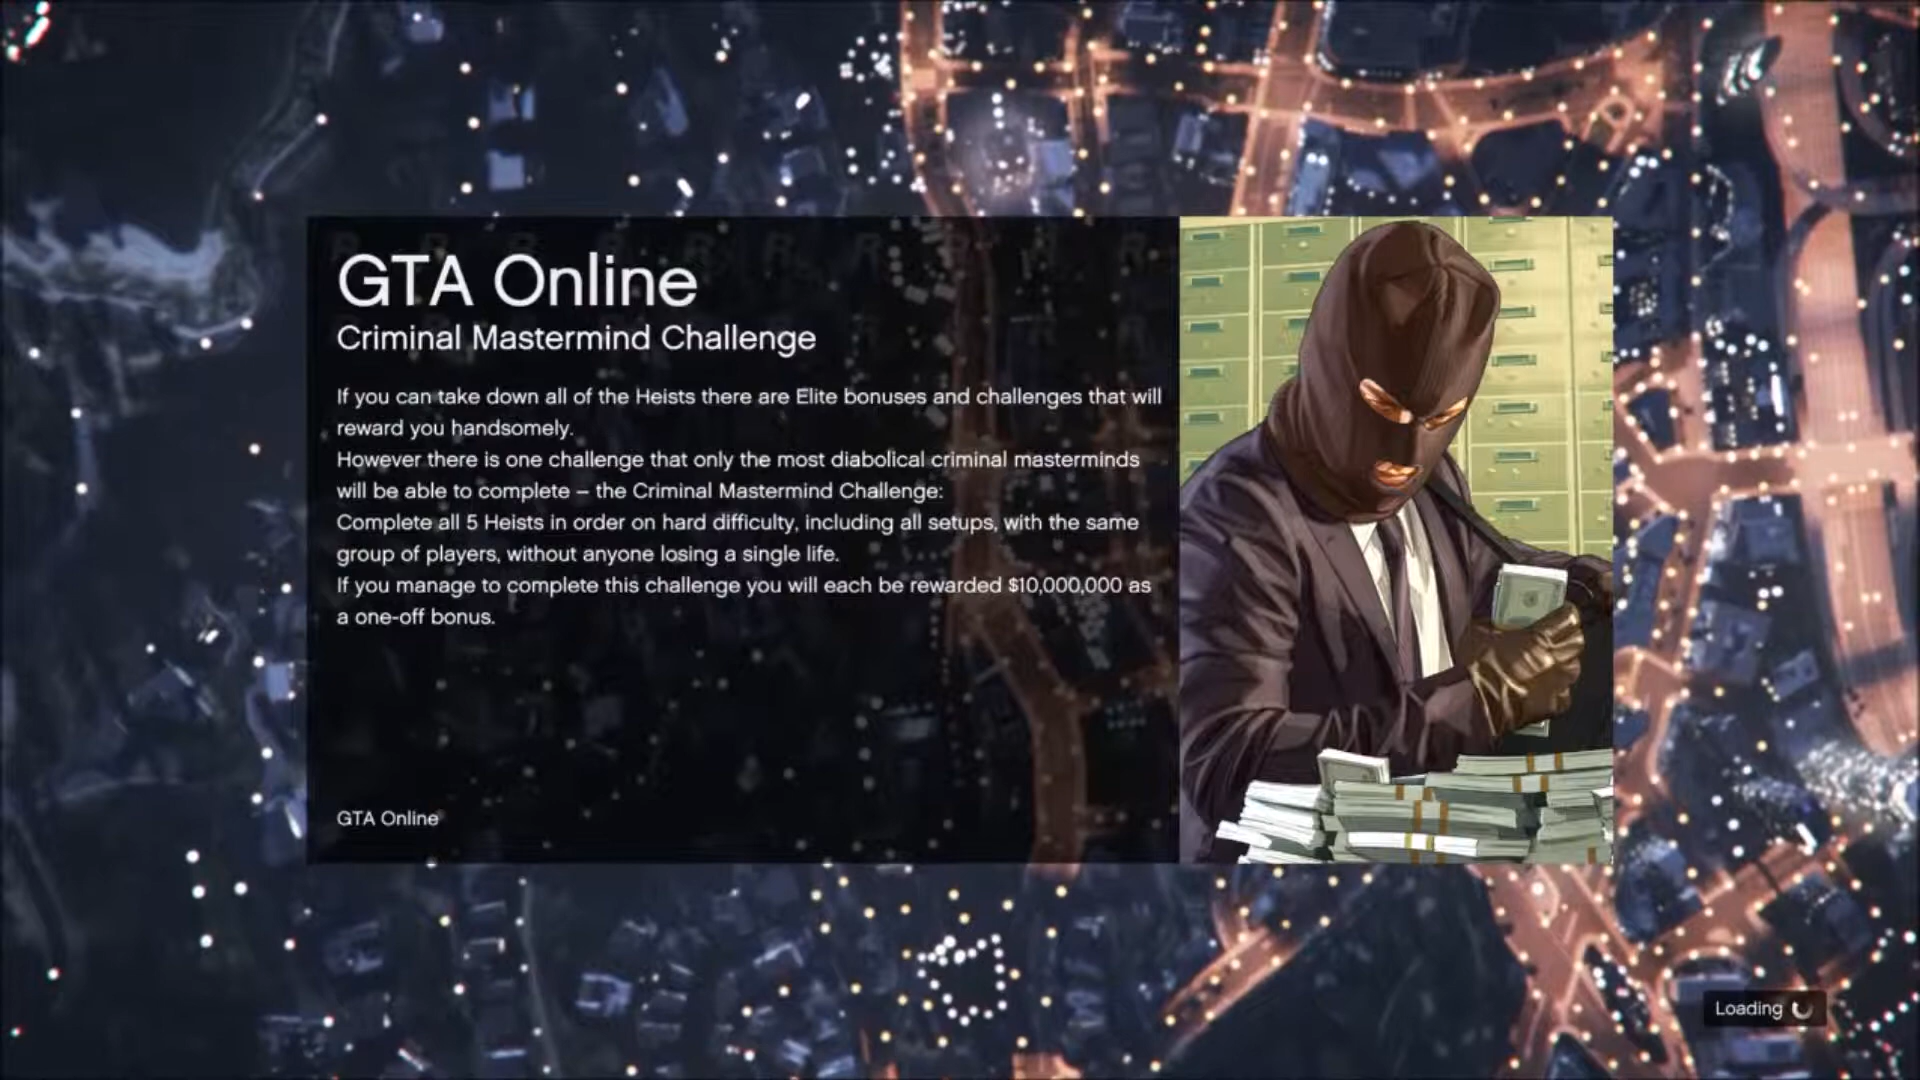 GTA Online
Criminal Mastermind Challenge
If you can take down all of the Heists there are Elite bonuses and challenges that will
reward you handsomely.
However there is one challenge that only the most diabolical criminal masterminds
will be able to complete – the Criminal Mastermind Challenge:
Complete all 5 Heists in order on hard difficulty, including all setups, with the same
group of players, without anyone losing a single life.
If you manage to complete this challenge you will each be rewarded $10,000,000 as
a one-off bonus.
GTA Online
Loading